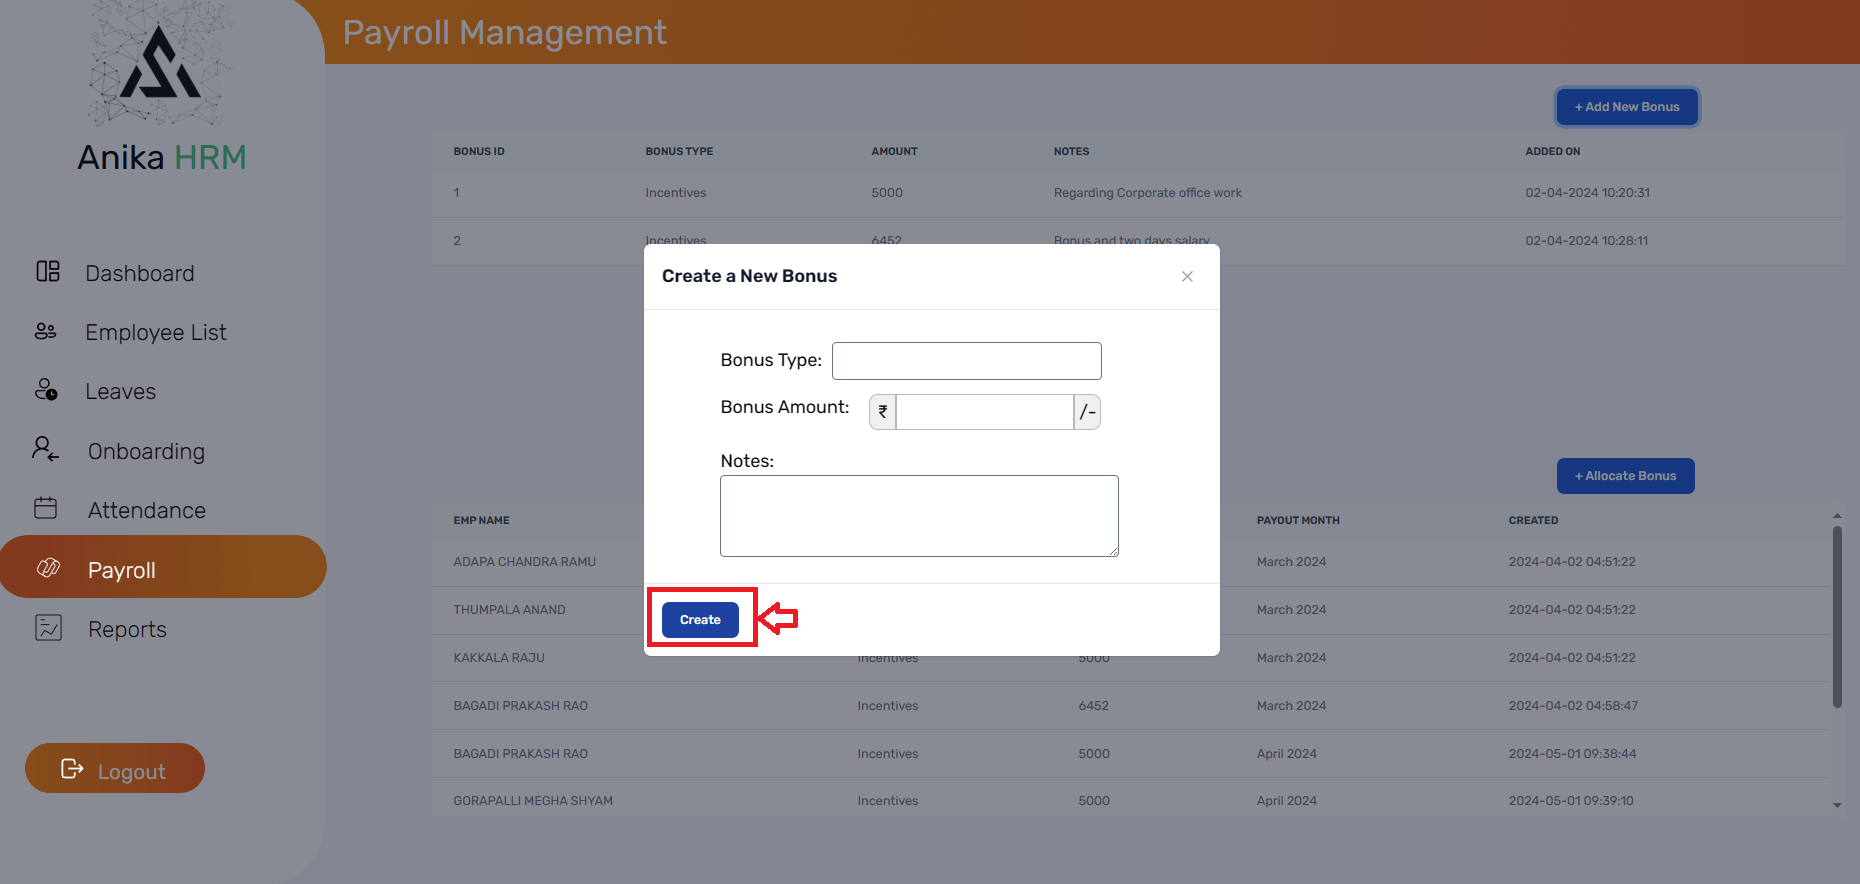 Payroll Management
Anika HRM
Dashboard
Employee List
Leaves
Onboarding
Attendance
Payroll
Reports
Logout
+ Add New Bonus
BONUS ID BONUS TYPE AMOUNT NOTES ADDED ON
1 Incentives 5000 Regarding Corporate office work 02-04-2024 10:20:31
2 Incentives 6452 Bonus and two days salary 02-04-2024 10:28:11
Create a New Bonus
Bonus Type:
Bonus Amount: ₹ /-
Notes:
Create
+ Allocate Bonus
EMP NAME PAYOUT MONTH CREATED
ADAPA CHANDRA RAMU March 2024 2024-04-02 04:51:22
THUMPALA ANAND March 2024 2024-04-02 04:51:22
KAKKALA RAJU Incentives 5000 March 2024 2024-04-02 04:51:22
BAGADI PRAKASH RAO Incentives 6452 March 2024 2024-04-02 04:58:47
BAGADI PRAKASH RAO Incentives 5000 April 2024 2024-05-01 09:38:44
GORAPALLI MEGHA SHYAM Incentives 5000 April 2024 2024-05-01 09:39:10